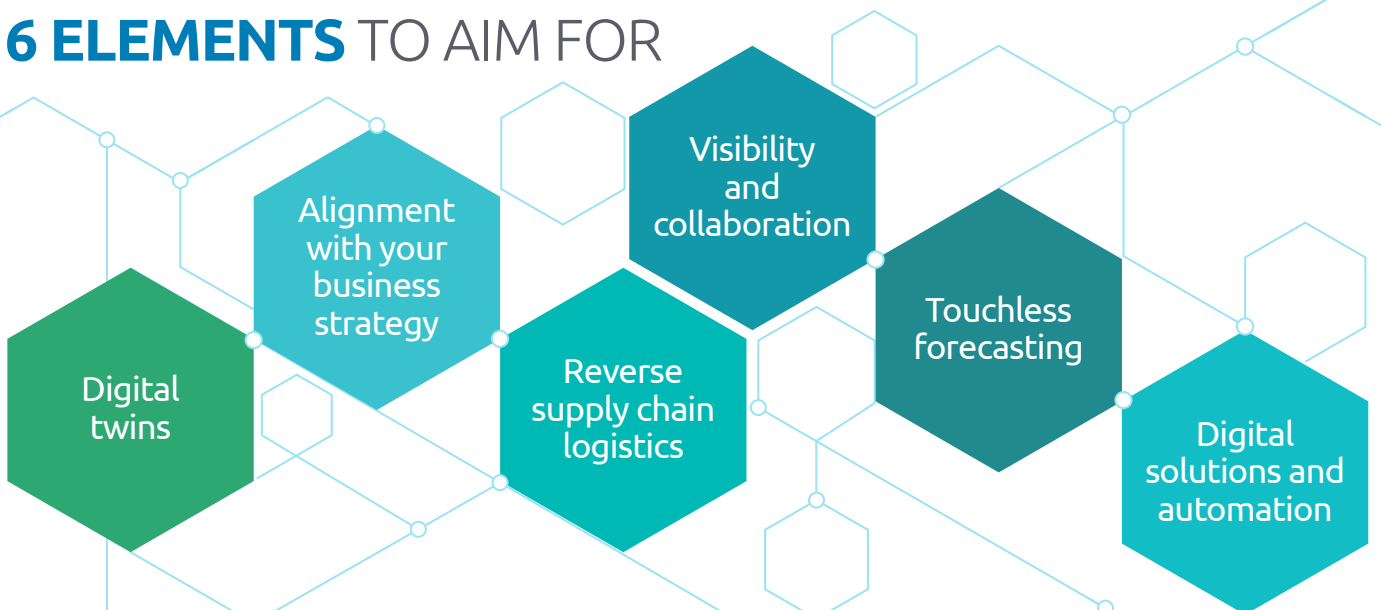 6 ELEMENTS TO AIM FOR
Digital
twins
Alignment
with your
business
strategy
Reverse
supply chain
logistics
Visibility
and
collaboration
Touchless
forecasting
Digital
solutions and
automation